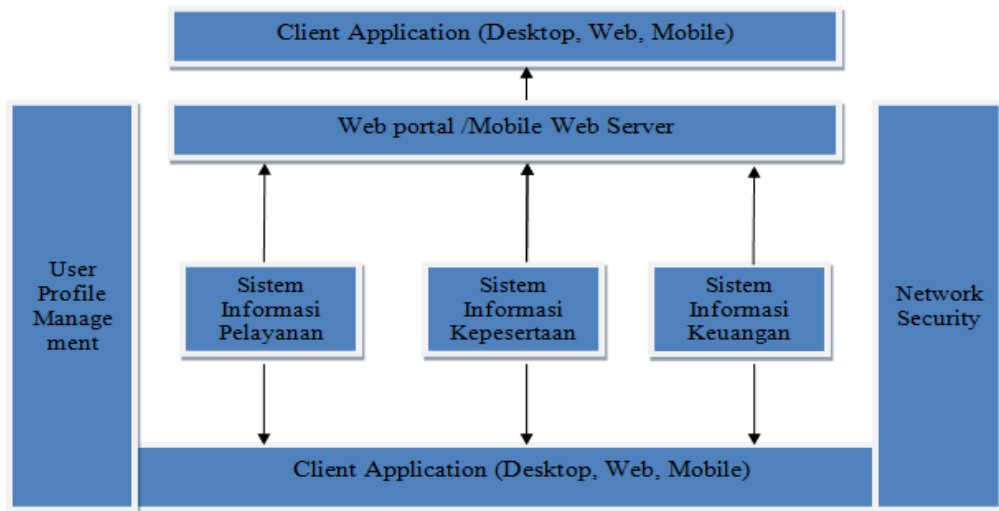 Client Application (Desktop, Web, Mobile)
Web portal /Mobile Web Server
User
Profile
Manage
ment
Sistem
Informasi
Pelayanan
Sistem
Informasi
Kepesertaan
Sistem
Informasi
Keuangan
Network
Security
Client Application (Desktop, Web, Mobile)